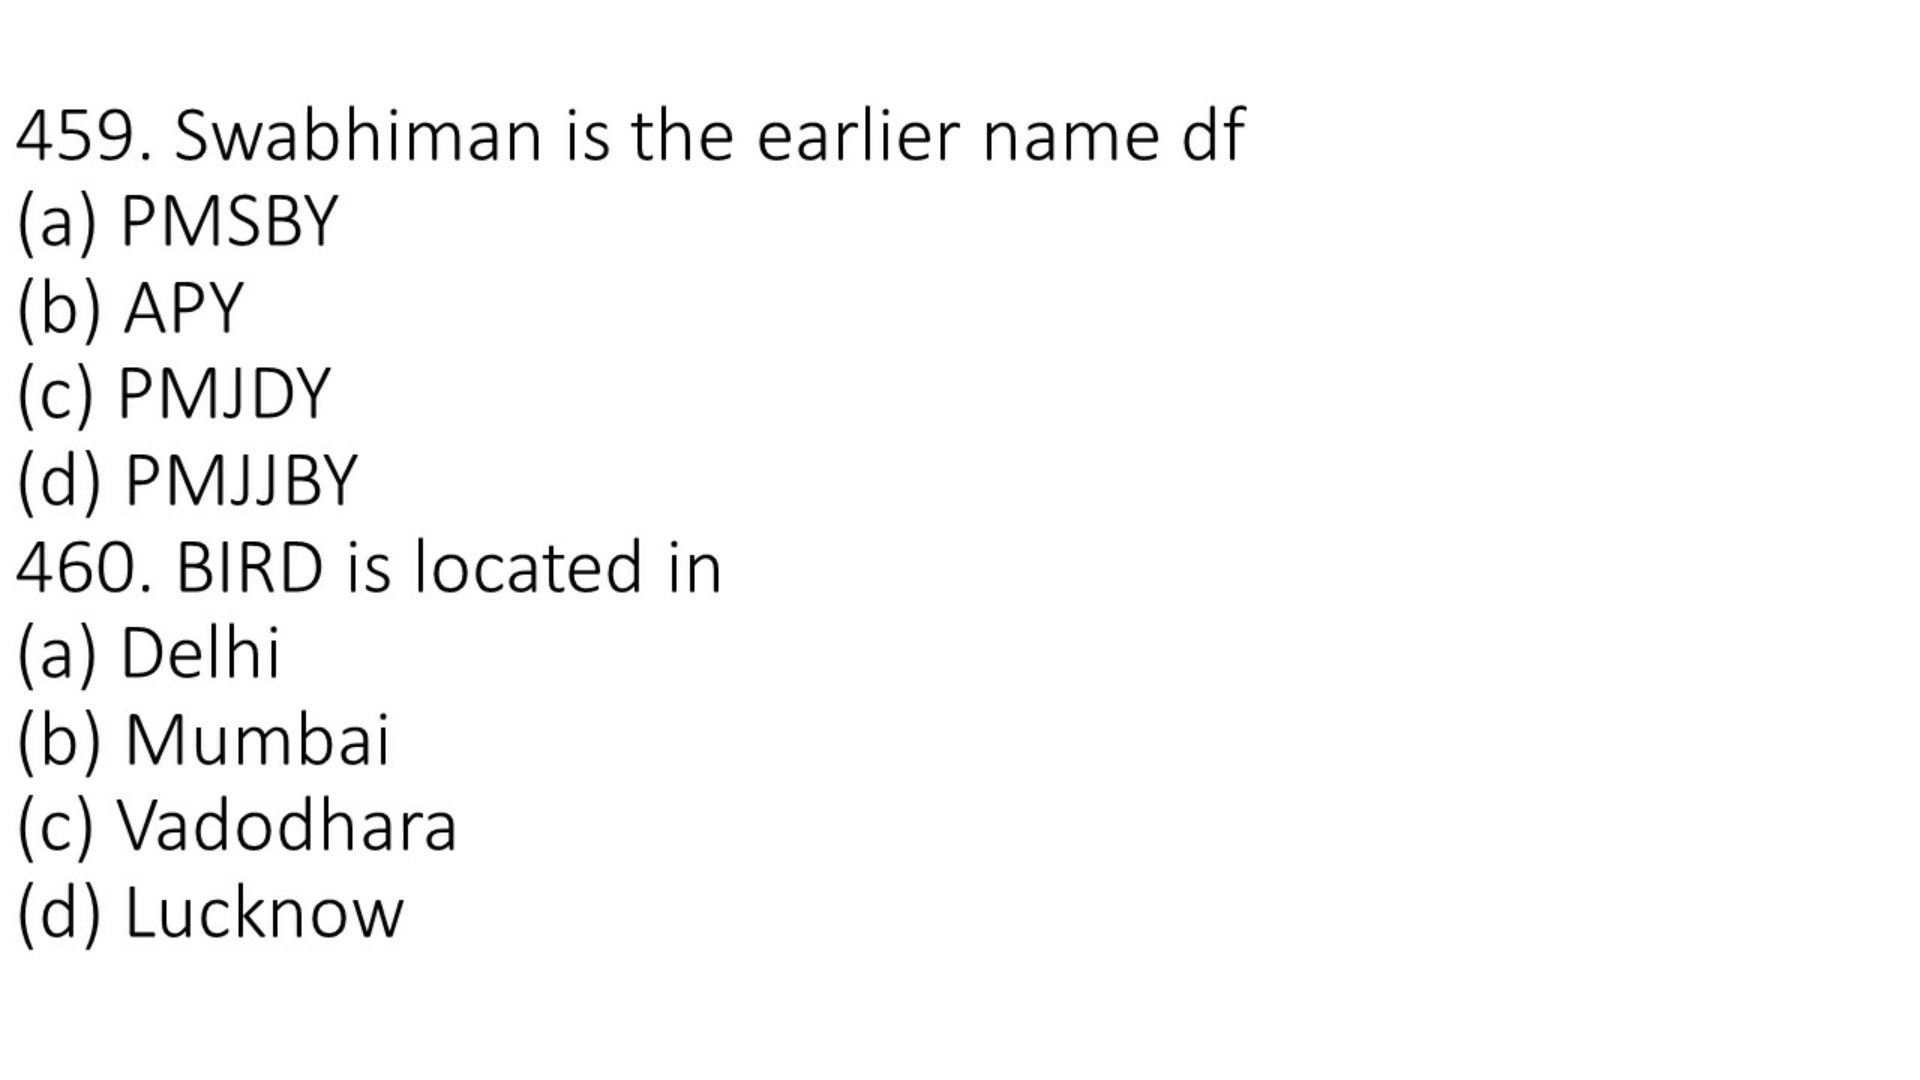 459. Swabhiman is the earlier name df
(a) PMSBY
(b) APY
(c) PMJDY
(d) PMJJBY
460. BIRD is located in
(a) Delhi
(b) Mumbai
(c) Vadodhara
(d) Lucknow